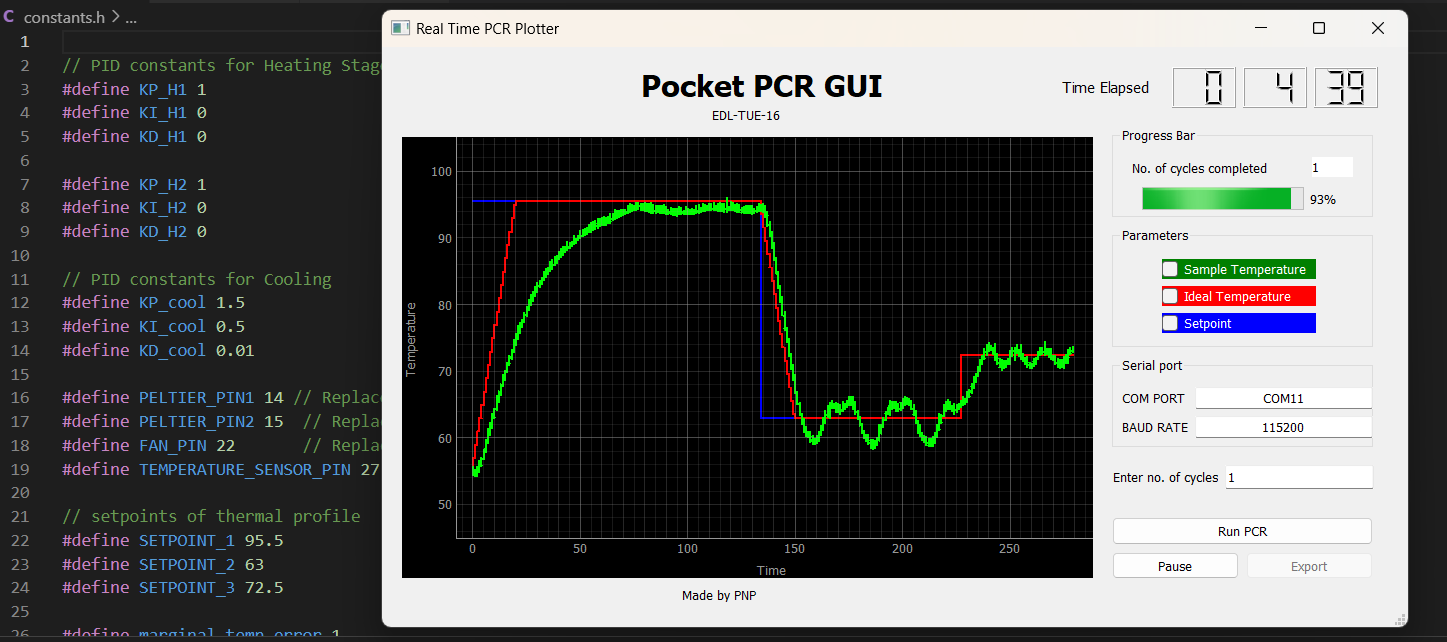 constants.h > ...
1
2 // PID constants for Heating Stage
3 #define KP_H1 1
4 #define KI_H1 0
5 #define KD_H1 0
6
7 #define KP_H2 1
8 #define KI_H2 0
9 #define KD_H2 0
10
11 // PID constants for Cooling
12 #define KP_cool 1.5
13 #define KI_cool 0.5
14 #define KD_cool 0.01
15
16 #define PELTIER_PIN1 14 // Replac
17 #define PELTIER_PIN2 15 // Repla
18 #define FAN_PIN 22 // Repla
19 #define TEMPERATURE_SENSOR_PIN 27
20
21 // setpoints of thermal profile
22 #define SETPOINT_1 95.5
23 #define SETPOINT_2 63
24 #define SETPOINT_3 72.5
25
26 #define marginal_temp_error 1
Real Time PCR Plotter
Pocket PCR GUI
EDL-TUE-16
Time Elapsed 0 4 39
Temperature
100
90
80
70
60
50
0 50 100 150 200 250
Time
Made by PNP
Progress Bar
No. of cycles completed 1
93%
Parameters
Sample Temperature
Ideal Temperature
Setpoint
Serial port
COM PORT COM11
BAUD RATE 115200
Enter no. of cycles 1
Run PCR
Pause Export